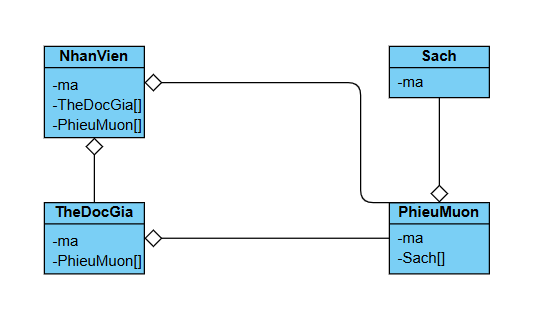 NhanVien
-ma
-TheDocGia[]
-PhieuMuon[]
Sach
-ma
TheDocGia
-ma
-PhieuMuon[]
PhieuMuon
-ma
-Sach[]